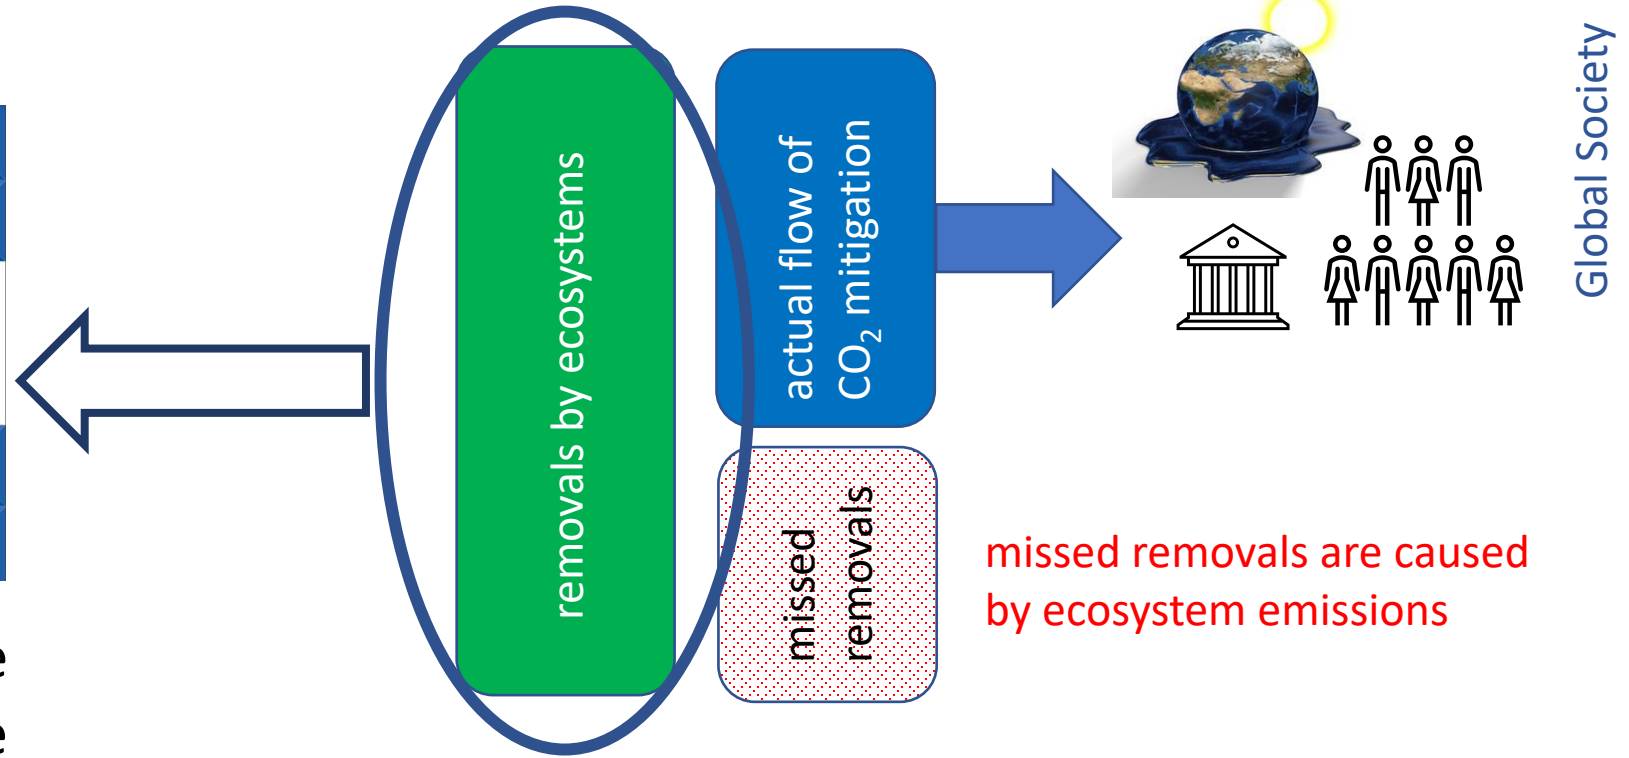 removals by ecosystems
actual flow of
CO₂ mitigation
missed
removals
Global Society
missed removals are caused
by ecosystem emissions
e
e